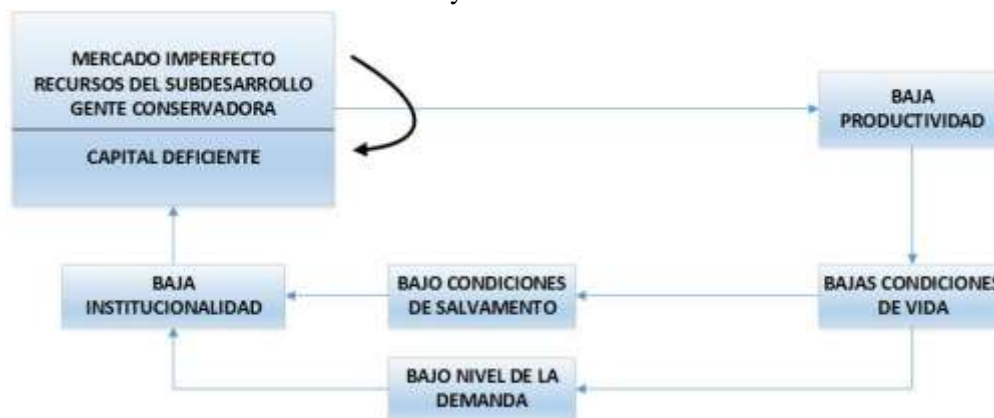 MERCADO IMPERFECTO
RECURSOS DEL SUBDESARROLLO
GENTE CONSERVADORA
CAPITAL DEFICIENTE
BAJA
PRODUCTIVIDAD
BAJAS CONDICIONES
DE VIDA
BAJO CONDICIONES
DE SALVAMENTO
BAJA
INSTITUCIONALIDAD
BAJO NIVEL DE LA
DEMANDA